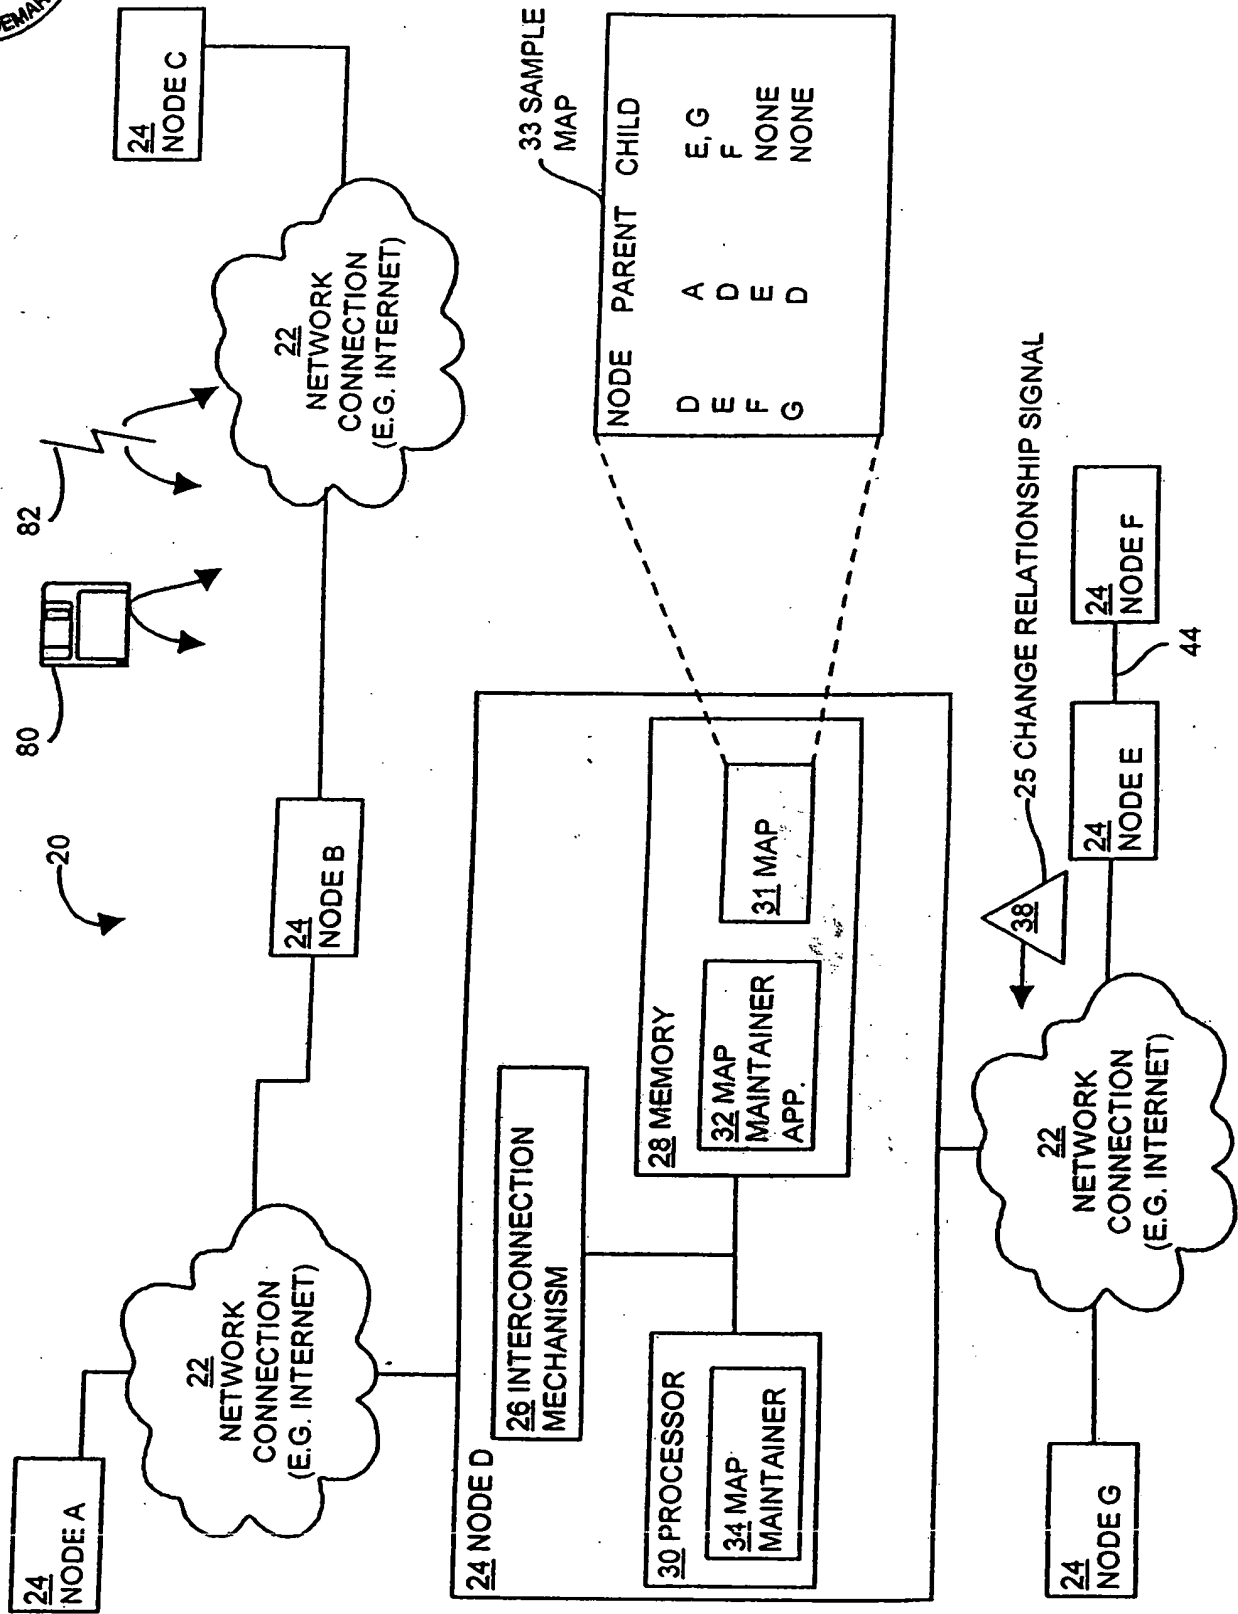 24
NODE A
22
NETWORK
CONNECTION
(E.G. INTERNET)
20
24
NODE B
80
82
22
NETWORK
CONNECTION
(E.G. INTERNET)
24
NODE C
24 NODE D
26 INTERCONNECTION
MECHANISM
30 PROCESSOR
34 MAP
MAINTAINER
28 MEMORY
32 MAP
MAINTAINER
APP.
31 MAP
33 SAMPLE
MAP
NODE PARENT CHILD
D A E, G
E D F
F E NONE
G D NONE
24
NODE G
22
NETWORK
CONNECTION
(E.G. INTERNET)
38
25 CHANGE RELATIONSHIP SIGNAL
24
NODE E
44
24
NODE F